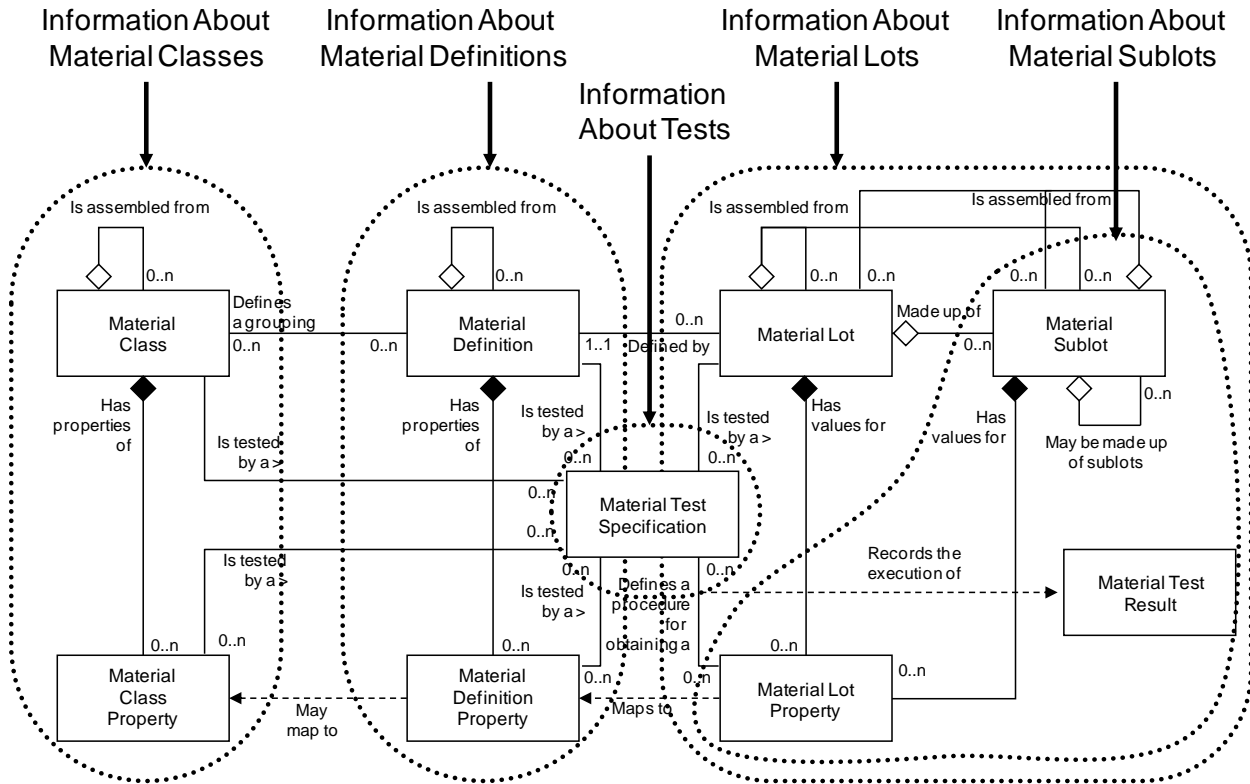 Information About
Material Classes
Information About
Material Definitions
Information About
Material Lots
Information About
Material Sublots
Information
About Tests
Is assembled from
Is assembled from
Is assembled from
Is assembled from
0..n
0..n
0..n
0..n
0..n
0..n
Material
Class
Defines
a grouping
0..n
0..n
Material
Definition
1..1
0..n
Defined by
Material Lot
Made up of
0..n
Material
Sublot
0..n
May be made up
of sublots
Has
properties
of
Has
properties
of
Has
values for
Has
values for
Is tested
by a >
Is tested
by a >
Is tested
by a >
0..n
0..n
0..n
0..n
Material Test
Specification
Is tested
by a >
Is tested
by a >
0..n
0..n
Defines a
procedure
for
obtaining a
Records the
execution of
Material Test
Result
0..n
0..n
0..n
0..n
0..n
0..n
0..n
Material
Class
Property
May
map to
Material
Definition
Property
Maps to
Material Lot
Property